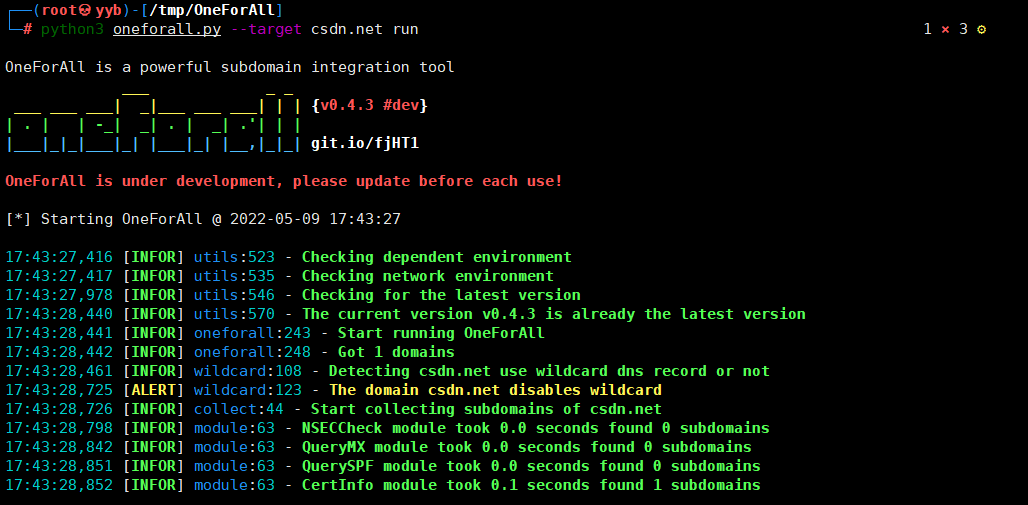 ┌──(root㉿yyb)-[/tmp/OneForAll]
└─# python3 oneforall.py --target csdn.net run 1 ⨯ 3 ⚙
OneForAll is a powerful subdomain integration tool
oneforall {v0.4.3 #dev}
git.io/fjHT1
OneForAll is under development, please update before each use!
[*] Starting OneForAll @ 2022-05-09 17:43:27
17:43:27,416 [INFOR] utils:523 - Checking dependent environment
17:43:27,417 [INFOR] utils:535 - Checking network environment
17:43:27,978 [INFOR] utils:546 - Checking for the latest version
17:43:28,440 [INFOR] utils:570 - The current version v0.4.3 is already the latest version
17:43:28,441 [INFOR] oneforall:243 - Start running OneForAll
17:43:28,442 [INFOR] oneforall:248 - Got 1 domains
17:43:28,461 [INFOR] wildcard:108 - Detecting csdn.net use wildcard dns record or not
17:43:28,725 [ALERT] wildcard:123 - The domain csdn.net disables wildcard
17:43:28,726 [INFOR] collect:44 - Start collecting subdomains of csdn.net
17:43:28,798 [INFOR] module:63 - NSECCheck module took 0.0 seconds found 0 subdomains
17:43:28,842 [INFOR] module:63 - QueryMX module took 0.0 seconds found 0 subdomains
17:43:28,851 [INFOR] module:63 - QuerySPF module took 0.0 seconds found 0 subdomains
17:43:28,852 [INFOR] module:63 - CertInfo module took 0.1 seconds found 1 subdomains